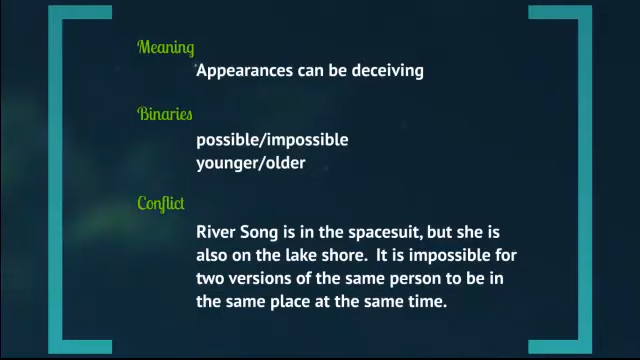 Meaning
Appearances can be deceiving
Binaries
possible/impossible
younger/older
Conflict
River Song is in the spacesuit, but she is
also on the lake shore.  It is impossible for
two versions of the same person to be in
the same place at the same time.